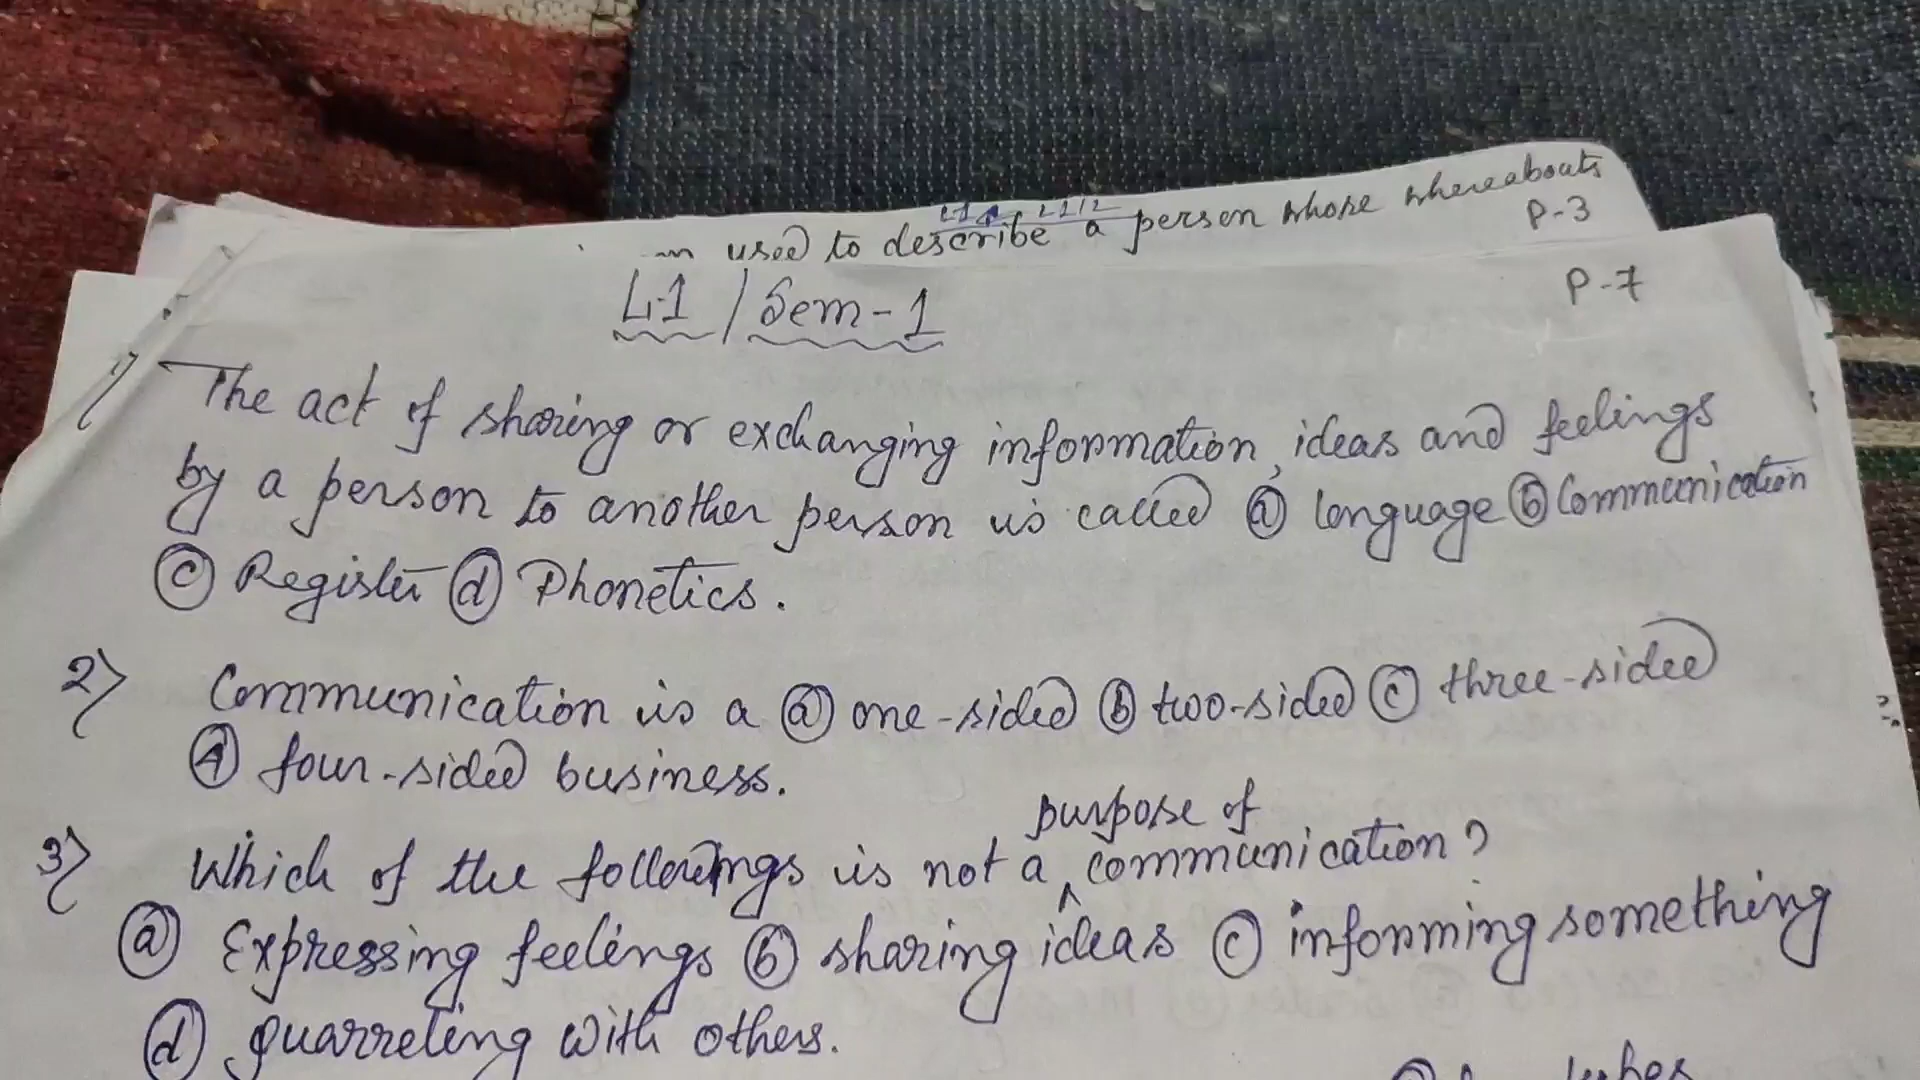 used to describe a person whose whereabouts
P-3
P-7
L-1 / Sem-1
1) The act of sharing or exchanging information, ideas and feelings
by a person to another person is called ⓐ language ⓑ Communication
ⓒ Register ⓓ Phonetics.
2) Communication is a ⓐ one-sided ⓑ two-sided ⓒ three-sided
ⓓ four-sided business.
purpose of
3) Which of the followings is not a ^ communication?
ⓐ Expressing feelings ⓑ sharing ideas ⓒ informing something
ⓓ quarreling with others.